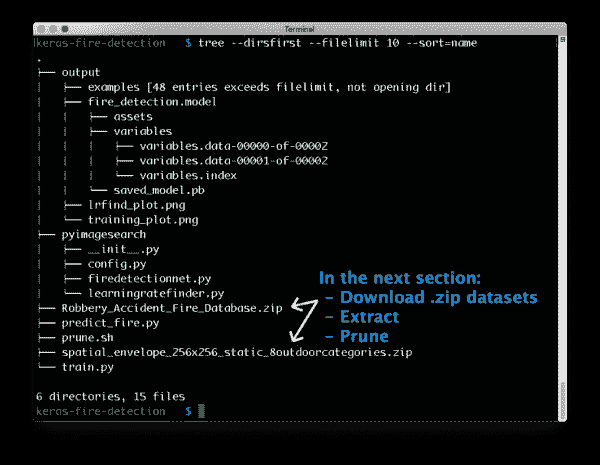 Terminal
keras-fire-detection $ tree --dirsfirst --filelimit 10 --sort=name
.
├── output
│   ├── examples [48 entries exceeds filelimit, not opening dir]
│   ├── fire_detection.model
│   │   ├── assets
│   │   ├── variables
│   │   │   ├── variables.data-00000-of-00002
│   │   │   ├── variables.data-00001-of-00002
│   │   │   └── variables.index
│   │   └── saved_model.pb
│   ├── lrfind_plot.png
│   └── training_plot.png
├── pyimagesearch
│   ├── __init__.py
│   ├── config.py
│   ├── firedetectionnet.py
│   └── learningratefinder.py
├── Robbery_Accident_Fire_Database.zip
├── predict_fire.py
├── prune.sh
├── spatial_envelope_256x256_static_8outdoorcategories.zip
└── train.py
In the next section:
- Download .zip datasets
- Extract
- Prune
6 directories, 15 files
keras-fire-detection $